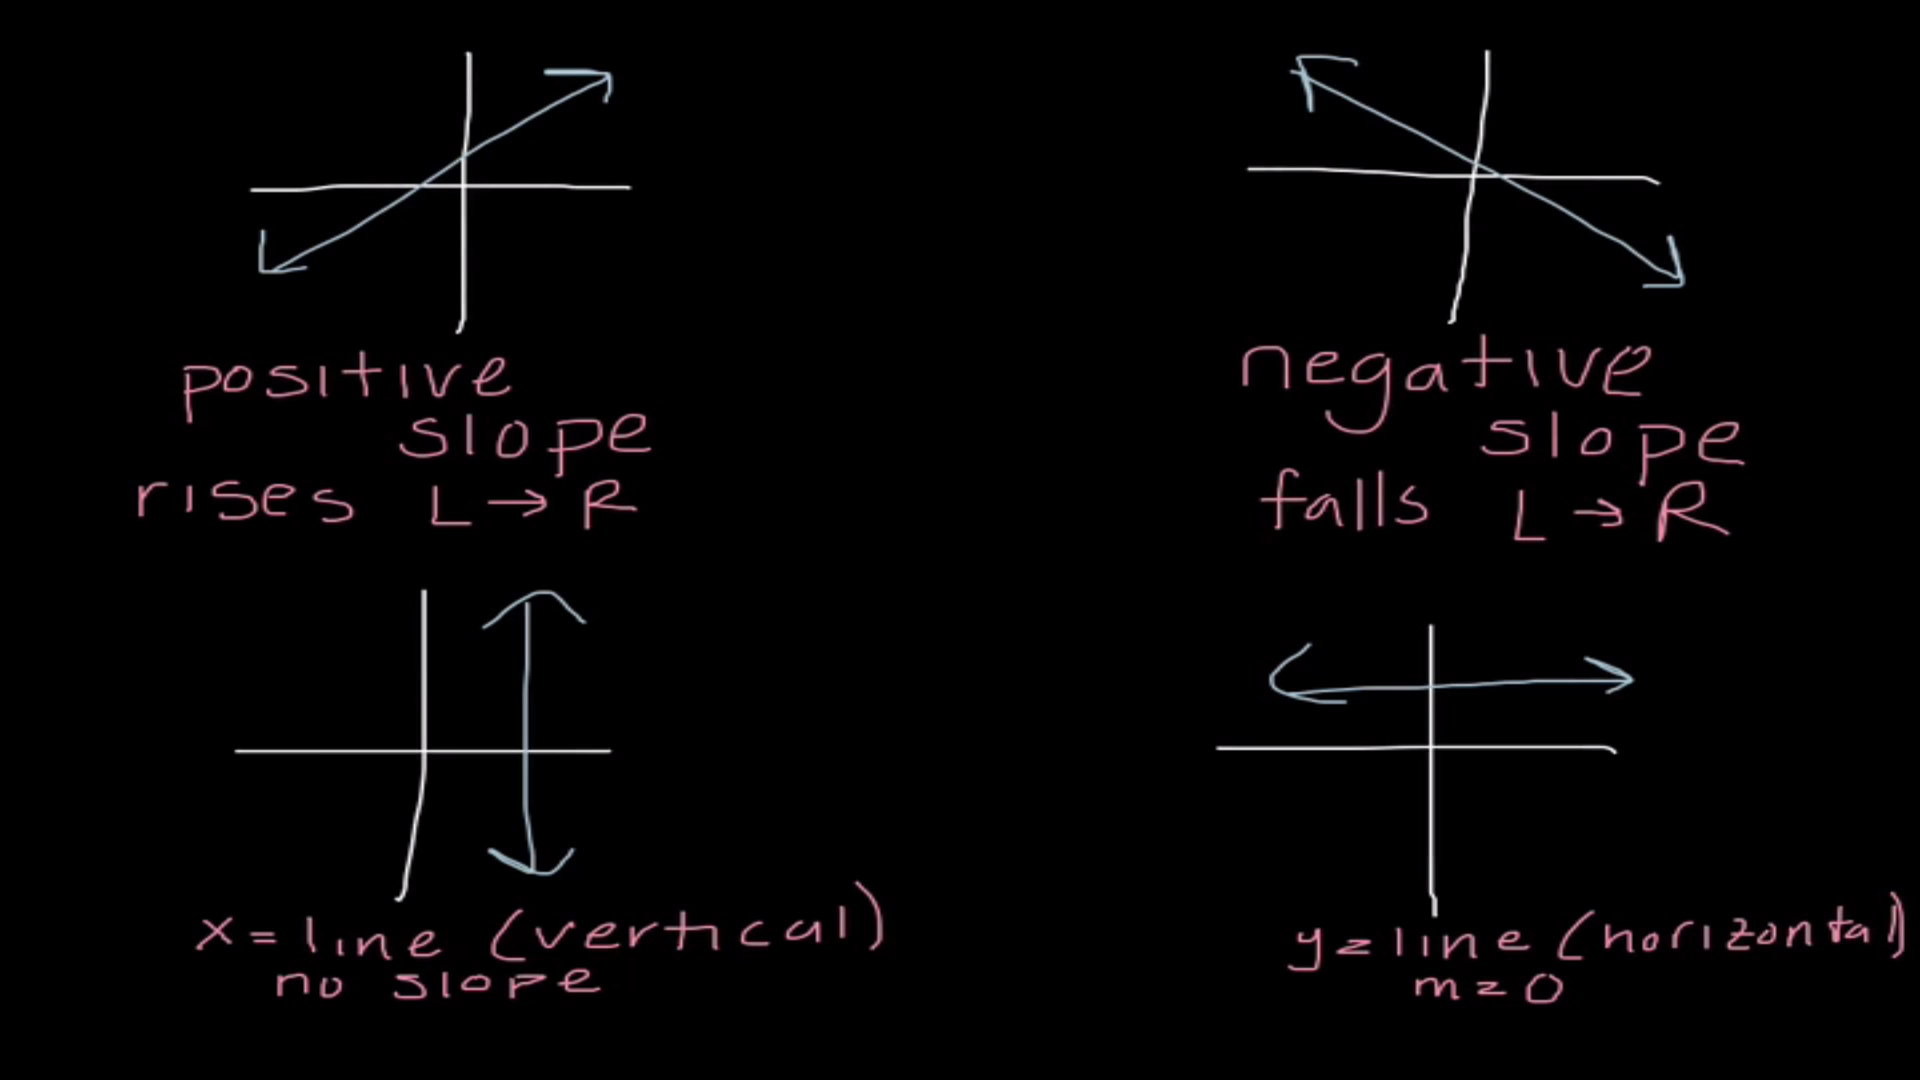 positive
slope
rises L → R
negative
slope
falls L → R
x = line (vertical)
no slope
y = line (horizontal)
m = 0